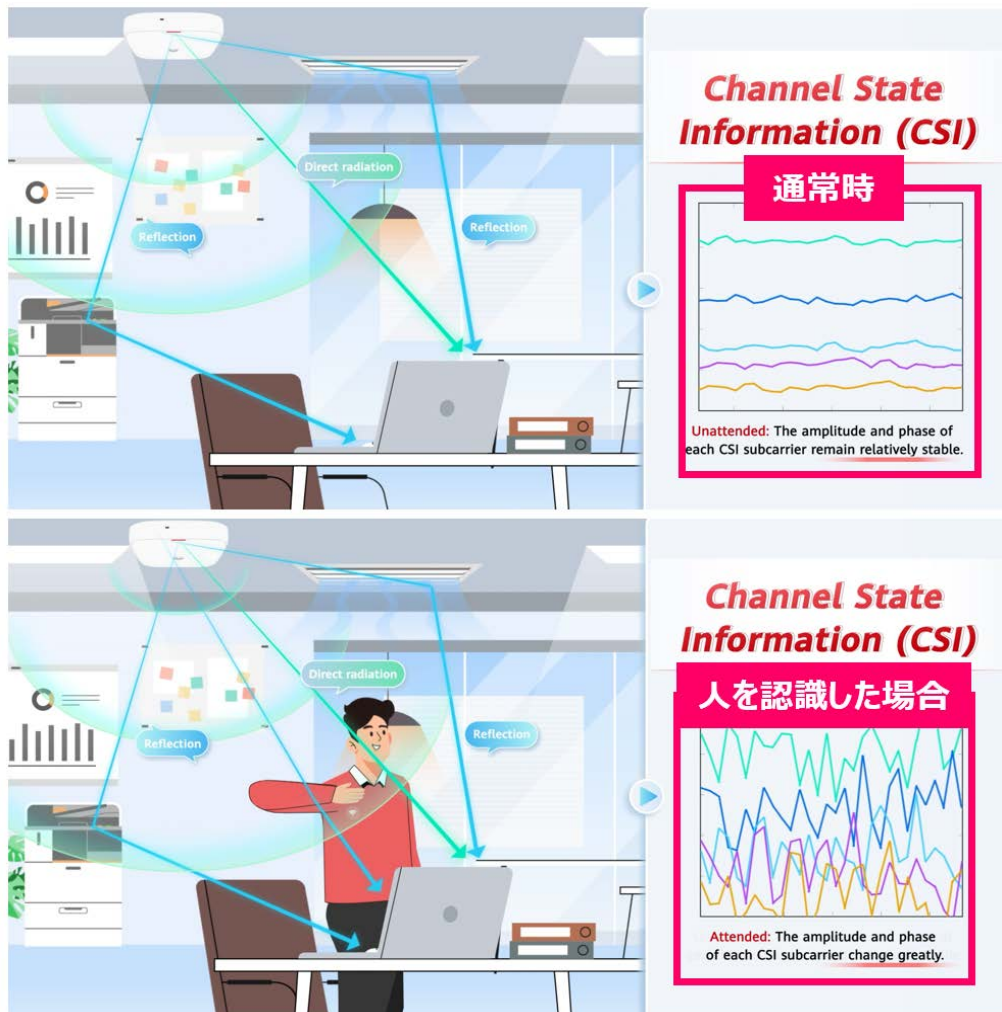 Channel State
Information (CSI)
通常時
Direct radiation
Reflection
Reflection
Unattended: The amplitude and phase of
each CSI subcarrier remain relatively stable.
Channel State
Information (CSI)
人を認識した場合
Direct radiation
Reflection
Reflection
Attended: The amplitude and phase
of each CSI subcarrier change greatly.